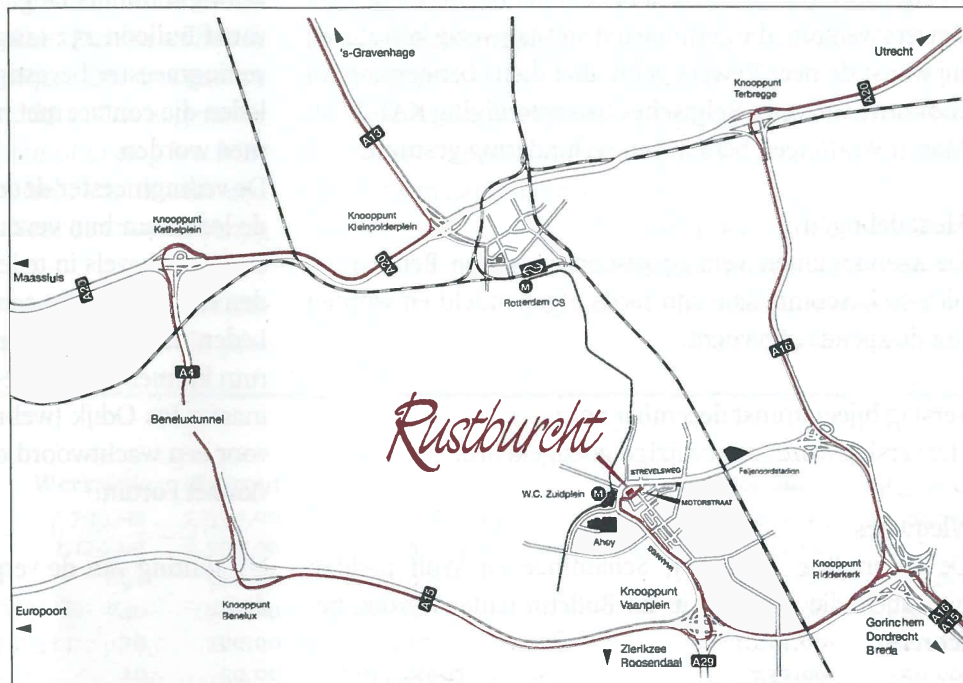 's-Gravenhage
Utrecht
Knooppunt
Terbregge
A20
A13
Knooppunt
Kethelplein
Knooppunt
Kleinpolderplein
A20
Maassluis
A20
M
Rotterdam CS
A16
A4
Beneluxtunnel
Rustburcht
STREVELSWEG
Feijenoordstadion
W.C. Zuidplein
M
MOTORSTRAAT
Ahoy
Knooppunt
Vaanplein
Knooppunt
Ridderkerk
A15
Knooppunt
Benelux
Europoort
Zierikzee
Roosendaal
A29
A16
A15
Gorinchem
Dordrecht
Breda